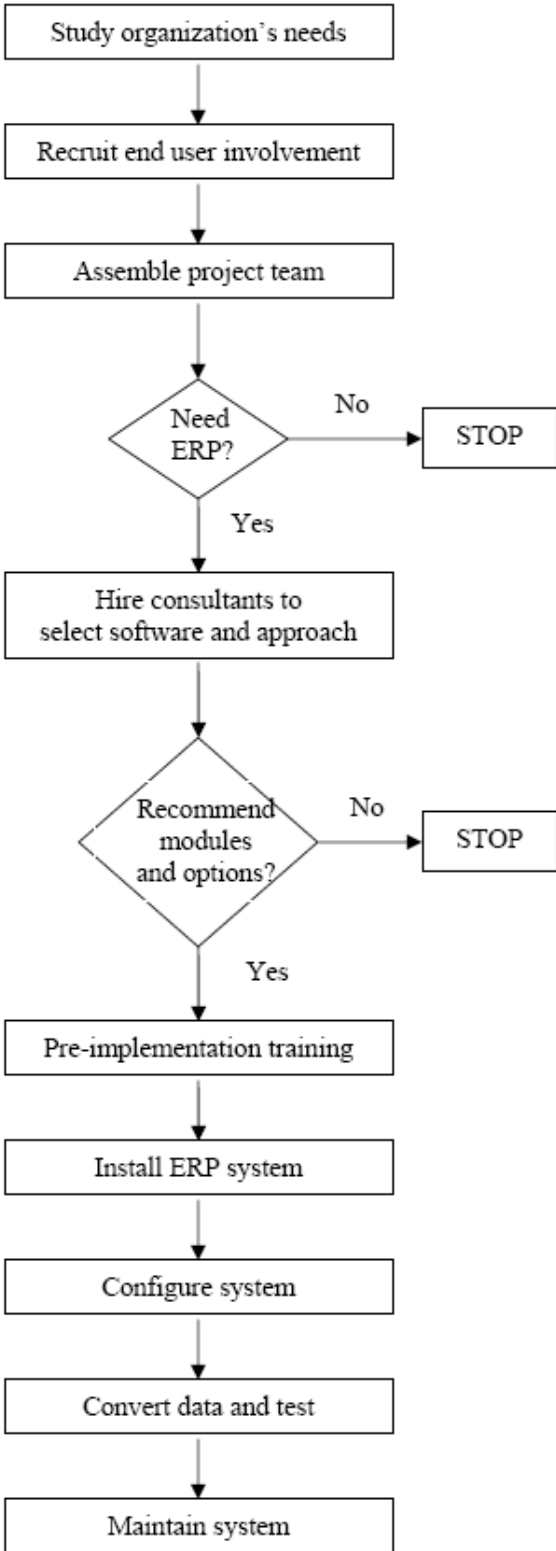 Study organization’s needs
Recruit end user involvement
Assemble project team
Need
ERP?
No
STOP
Yes
Hire consultants to
select software and approach
Recommend
modules
and options?
No
STOP
Yes
Pre-implementation training
Install ERP system
Configure system
Convert data and test
Maintain system